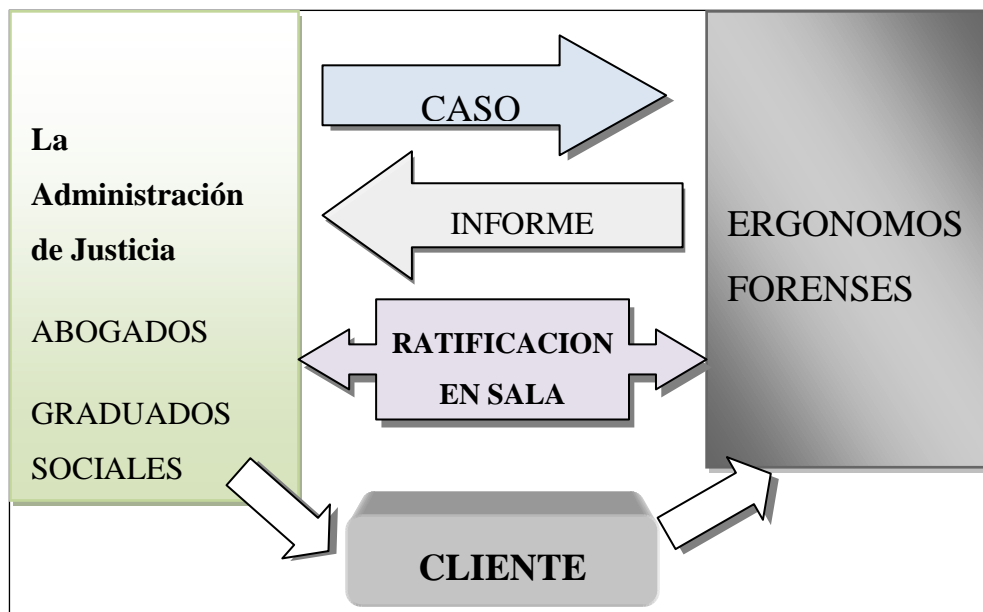 La
Administración
de Justicia
ABOGADOS
GRADUADOS
SOCIALES
CASO
INFORME
RATIFICACION
EN SALA
ERGONOMOS
FORENSES
CLIENTE